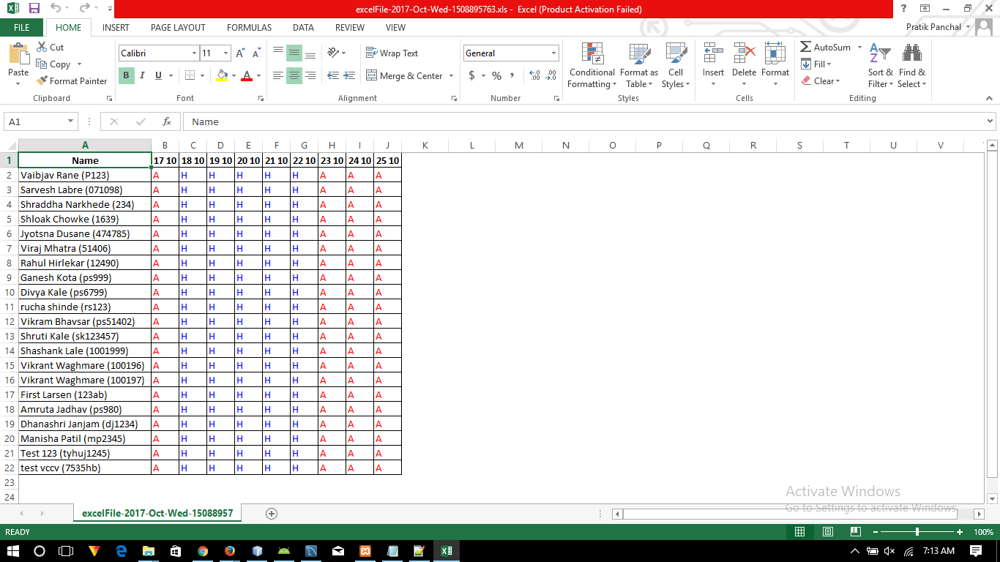 excelFile-2017-Oct-Wed-1508895763.xls - Excel (Product Activation Failed)
FILE HOME INSERT PAGE LAYOUT FORMULAS DATA REVIEW VIEW Pratik Panchal
Paste Cut Copy Format Painter
Clipboard
Calibri 11
B I U
Font
Wrap Text
Merge & Center
Alignment
General
$ % , .0 .00 .00 .0
Number
Conditional Formatting Format as Table Cell Styles
Styles
Insert Delete Format
Cells
AutoSum Fill Clear Sort & Filter Find & Select
Editing
A1 fx Name
A B C D E F G H I J K L M N O P Q R S T U V
1 Name 17 10 18 10 19 10 20 10 21 10 22 10 23 10 24 10 25 10
2 Vaibjav Rane (P123) A H H H H H A A A
3 Sarvesh Labre (071098) A H H H H H A A A
4 Shraddha Narkhede (234) A H H H H H A A A
5 Shloak Chowke (1639) A H H H H H A A A
6 Jyotsna Dusane (474785) A H H H H H A A A
7 Viraj Mhatra (51406) A H H H H H A A A
8 Rahul Hirlekar (12490) A H H H H H A A A
9 Ganesh Kota (ps999) A H H H H H A A A
10 Divya Kale (ps6799) A H H H H H A A A
11 rucha shinde (rs123) A H H H H H A A A
12 Vikram Bhavsar (ps51402) A H H H H H A A A
13 Shruti Kale (sk123457) A H H H H H A A A
14 Shashank Lale (1001999) A H H H H H A A A
15 Vikrant Waghmare (100196) A H H H H H A A A
16 Vikrant Waghmare (100197) A H H H H H A A A
17 First Larsen (123ab) A H H H H H A A A
18 Amruta Jadhav (ps980) A H H H H H A A A
19 Dhanashri Janjam (dj1234) A H H H H H A A A
20 Manisha Patil (mp2345) A H H H H H A A A
21 Test 123 (tyhuj1245) A H H H H H A A A
22 test vccv (7535hb) A H H H H H A A A
23
24
Activate Windows
Go to Settings to activate Windows.
excelFile-2017-Oct-Wed-15088957
READY 100%
7:13 AM